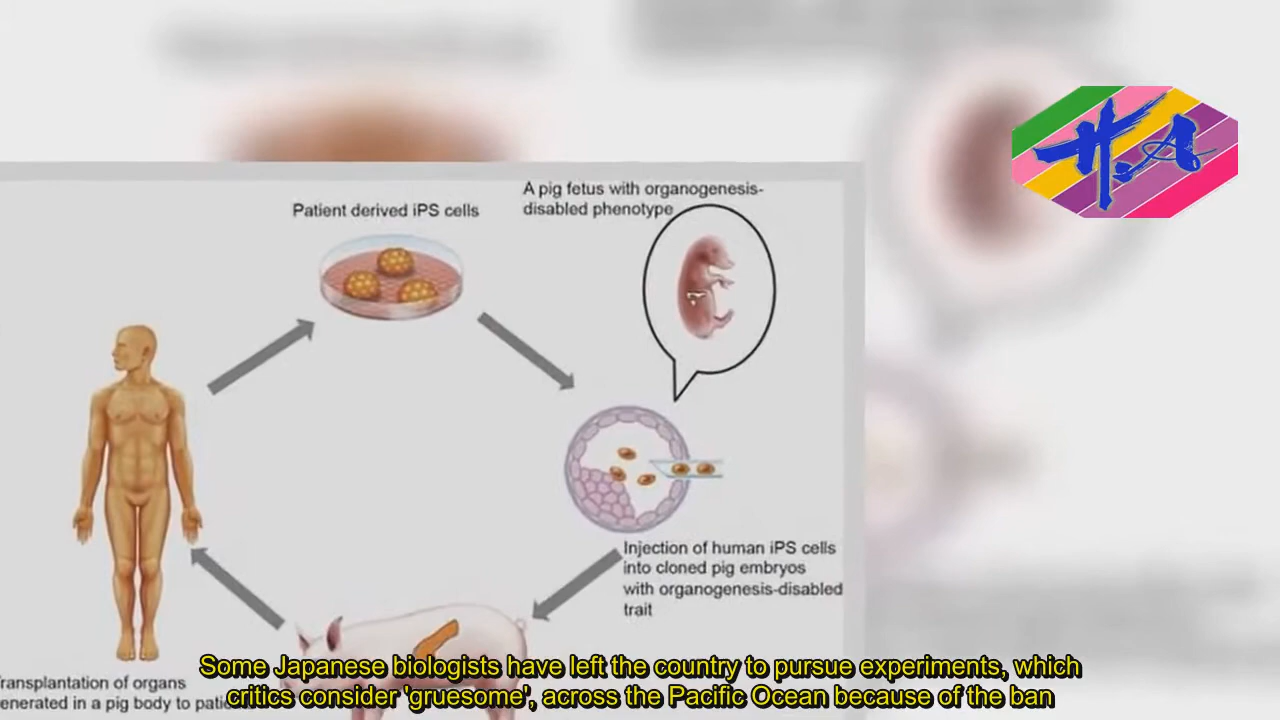 Patient derived iPS cells
A pig fetus with organogenesis-
disabled phenotype
Injection of human iPS cells
into cloned pig embryos
with organogenesis-disabled
trait
ransplantation of organs
enerated in a pig body to
Some Japanese biologists have left the country to pursue experiments, which
critics consider 'gruesome', across the Pacific Ocean because of the ban